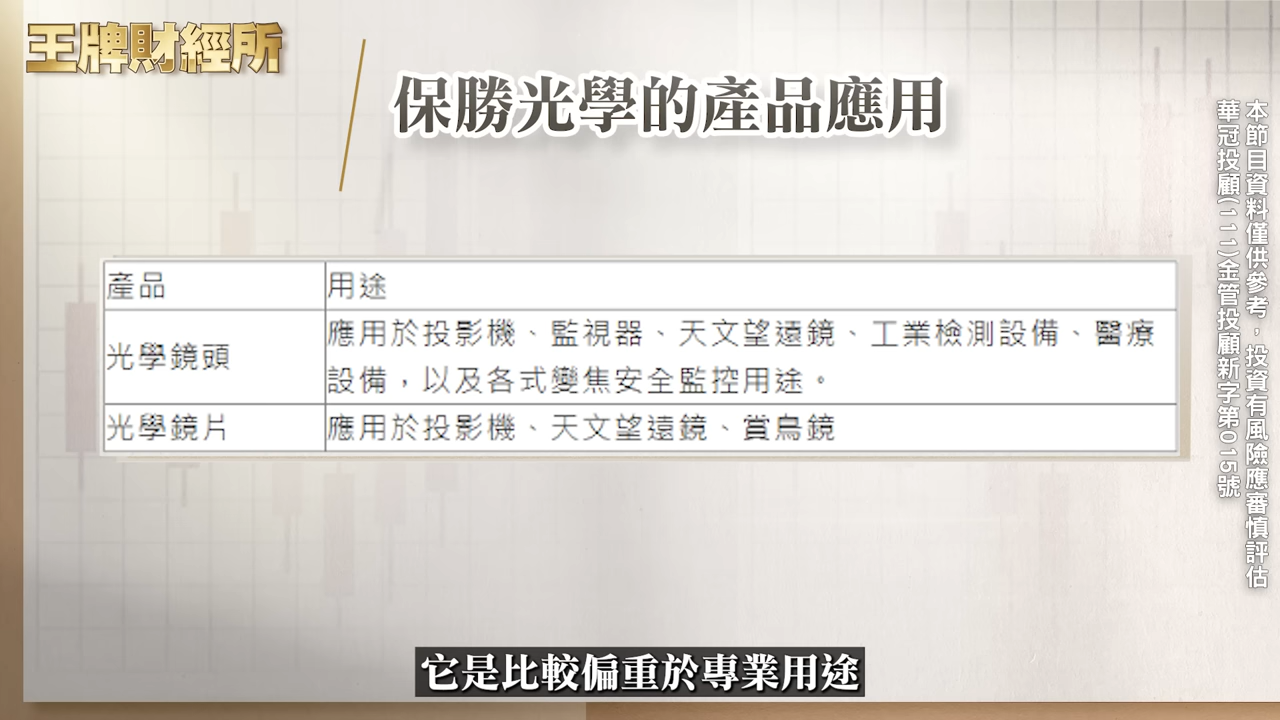 王牌財經所
保勝光學的產品應用
產品
用途
光學鏡頭
應用於投影機、監視器、天文望遠鏡、工業檢測設備、醫療
設備，以及各式變焦安全監控用途。
光學鏡片
應用於投影機、天文望遠鏡、賞鳥鏡
本節目資料僅供參考，投資有風險應審慎評估
華冠投顧(111)金管投顧新字第015號
它是比較偏重於專業用途